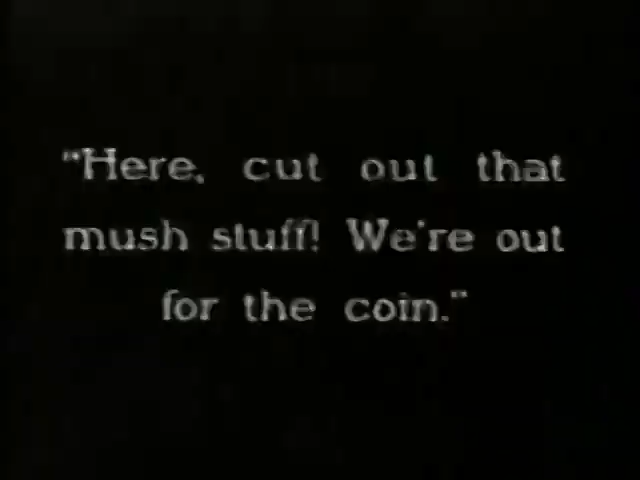 "Here, cut out that
mush stuff! We're out
for the coin."